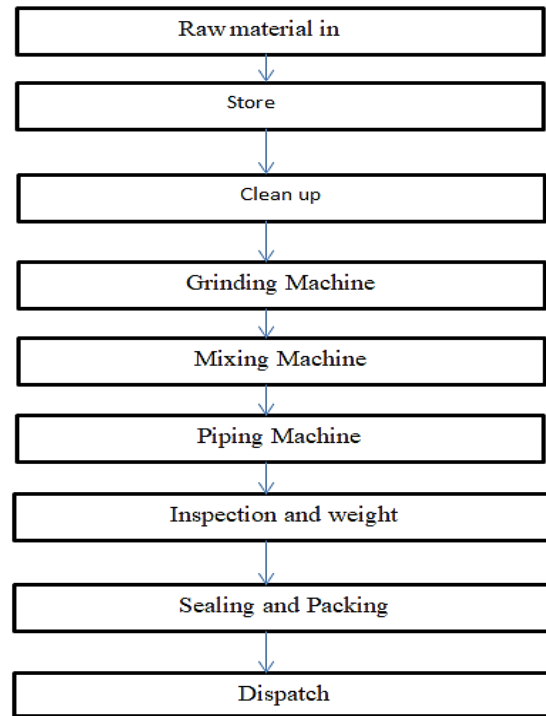 Raw material in
Store
Clean up
Grinding Machine
Mixing Machine
Piping Machine
Inspection and weight
Sealing and Packing
Dispatch